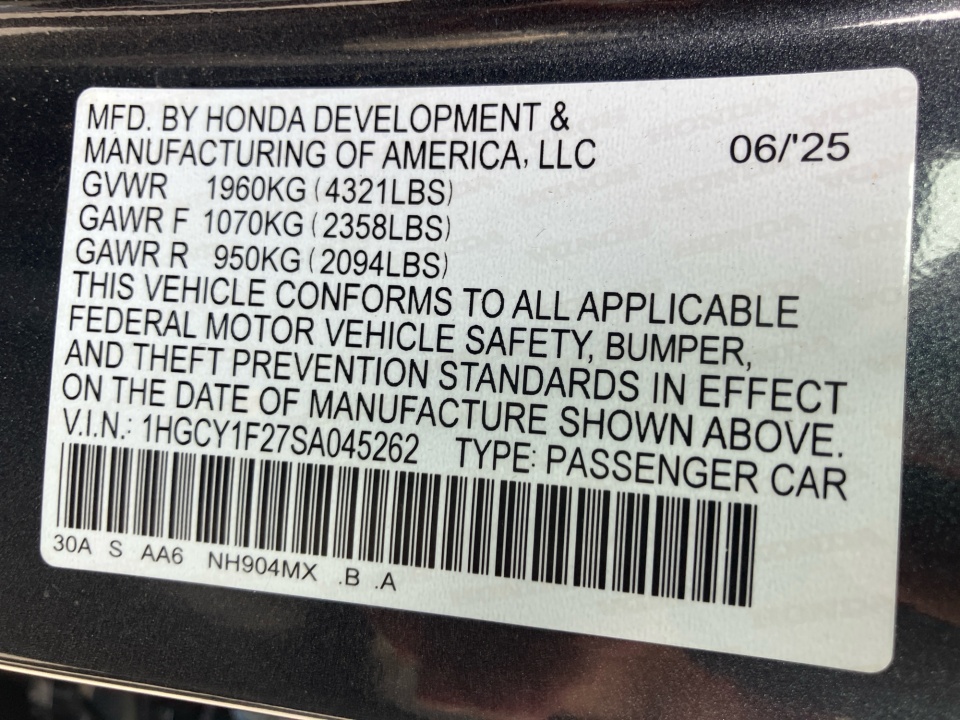 MFD. BY HONDA DEVELOPMENT &
MANUFACTURING OF AMERICA, LLC 06/'25
GVWR 1960KG (4321LBS)
GAWR F 1070KG (2358LBS)
GAWR R 950KG (2094LBS)
THIS VEHICLE CONFORMS TO ALL APPLICABLE
FEDERAL MOTOR VEHICLE SAFETY, BUMPER,
AND THEFT PREVENTION STANDARDS IN EFFECT
ON THE DATE OF MANUFACTURE SHOWN ABOVE.
V.I.N.: 1HGCY1F27SA045262 TYPE: PASSENGER CAR
30A S AA6 NH904MX .B .A